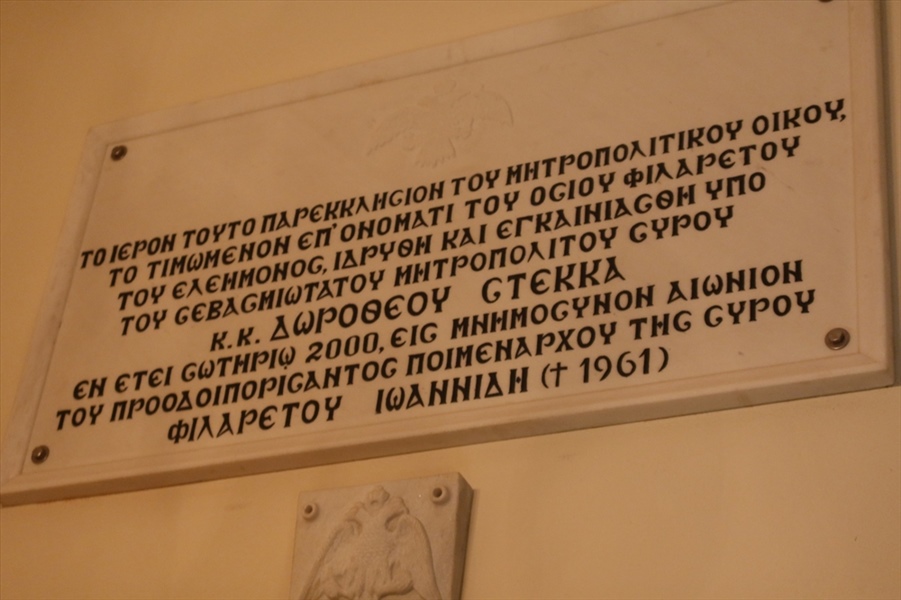 ΤΟ ΙΕΡΟΝ ΤΟΥΤΟ ΠΑΡΕΚΚΛΗϹΙΟΝ ΤΟΥ ΜΗΤΡΟΠΟΛΙΤΙΚΟΥ ΟΙΚΟΥ,
ΤΟ ΤΙΜΩΜΕΝΟΝ ΕΠ' ΟΝΟΜΑΤΙ ΤΟΥ ΟϹΙΟΥ ΦΙΛΑΡΕΤΟΥ
ΤΟΥ ΕΛΕΗΜΟΝΟϹ, ΙΔΡΥΘΗ ΚΑΙ ΕΓΚΑΙΝΙΑϹΘΗ ΥΠΟ
ΤΟΥ ϹΕΒΑϹΜΙΩΤΑΤΟΥ ΜΗΤΡΟΠΟΛΙΤΟΥ ϹΥΡΟΥ
Κ.Κ. ΔΩΡΟΘΕΟΥ ϹΤΕΚΚΑ
ΕΝ ΕΤΕΙ ϹΩΤΗΡΙῼ 2000, ΕΙϹ ΜΝΗΜΟϹΥΝΟΝ ΑΙΩΝΙΟΝ
ΤΟΥ ΠΡΟΟΔΟΙΠΟΡΙϹΑΝΤΟϹ ΠΟΙΜΕΝΑΡΧΟΥ ΤΗϹ ϹΥΡΟΥ
ΦΙΛΑΡΕΤΟΥ ΙΩΑΝΝΙΔΗ († 1961)